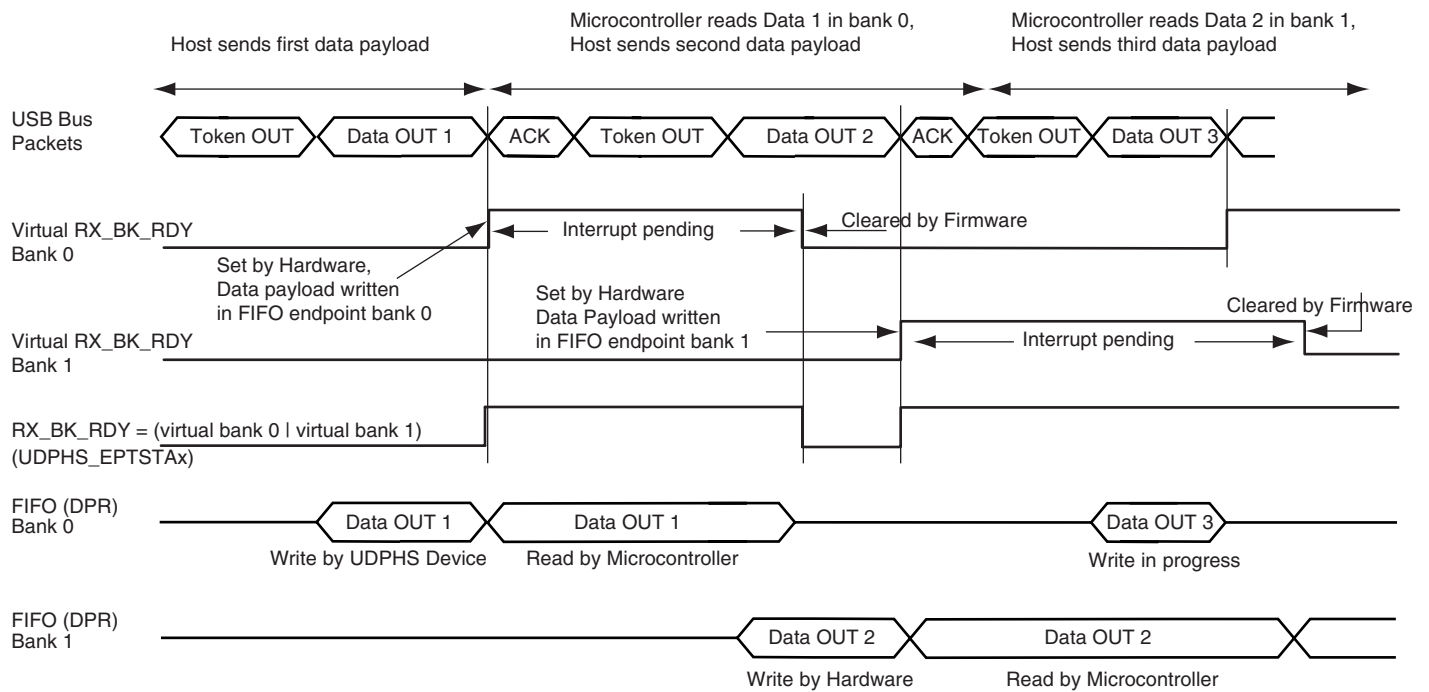 Host sends first data payload
Microcontroller reads Data 1 in bank 0,
Host sends second data payload
Microcontroller reads Data 2 in bank 1,
Host sends third data payload
USB Bus
Packets
Token OUT
Data OUT 1
ACK
Token OUT
Data OUT 2
ACK
Token OUT
Data OUT 3
Virtual RX_BK_RDY
Bank 0
Interrupt pending
Cleared by Firmware
Set by Hardware,
Data payload written
in FIFO endpoint bank 0
Set by Hardware
Data Payload written
in FIFO endpoint bank 1
Cleared by Firmware
Virtual RX_BK_RDY
Bank 1
Interrupt pending
RX_BK_RDY = (virtual bank 0 | virtual bank 1)
(UDPHS_EPTSTAx)
FIFO (DPR)
Bank 0
Data OUT 1
Data OUT 1
Data OUT 3
Write by UDPHS Device
Read by Microcontroller
Write in progress
FIFO (DPR)
Bank 1
Data OUT 2
Data OUT 2
Write by Hardware
Read by Microcontroller